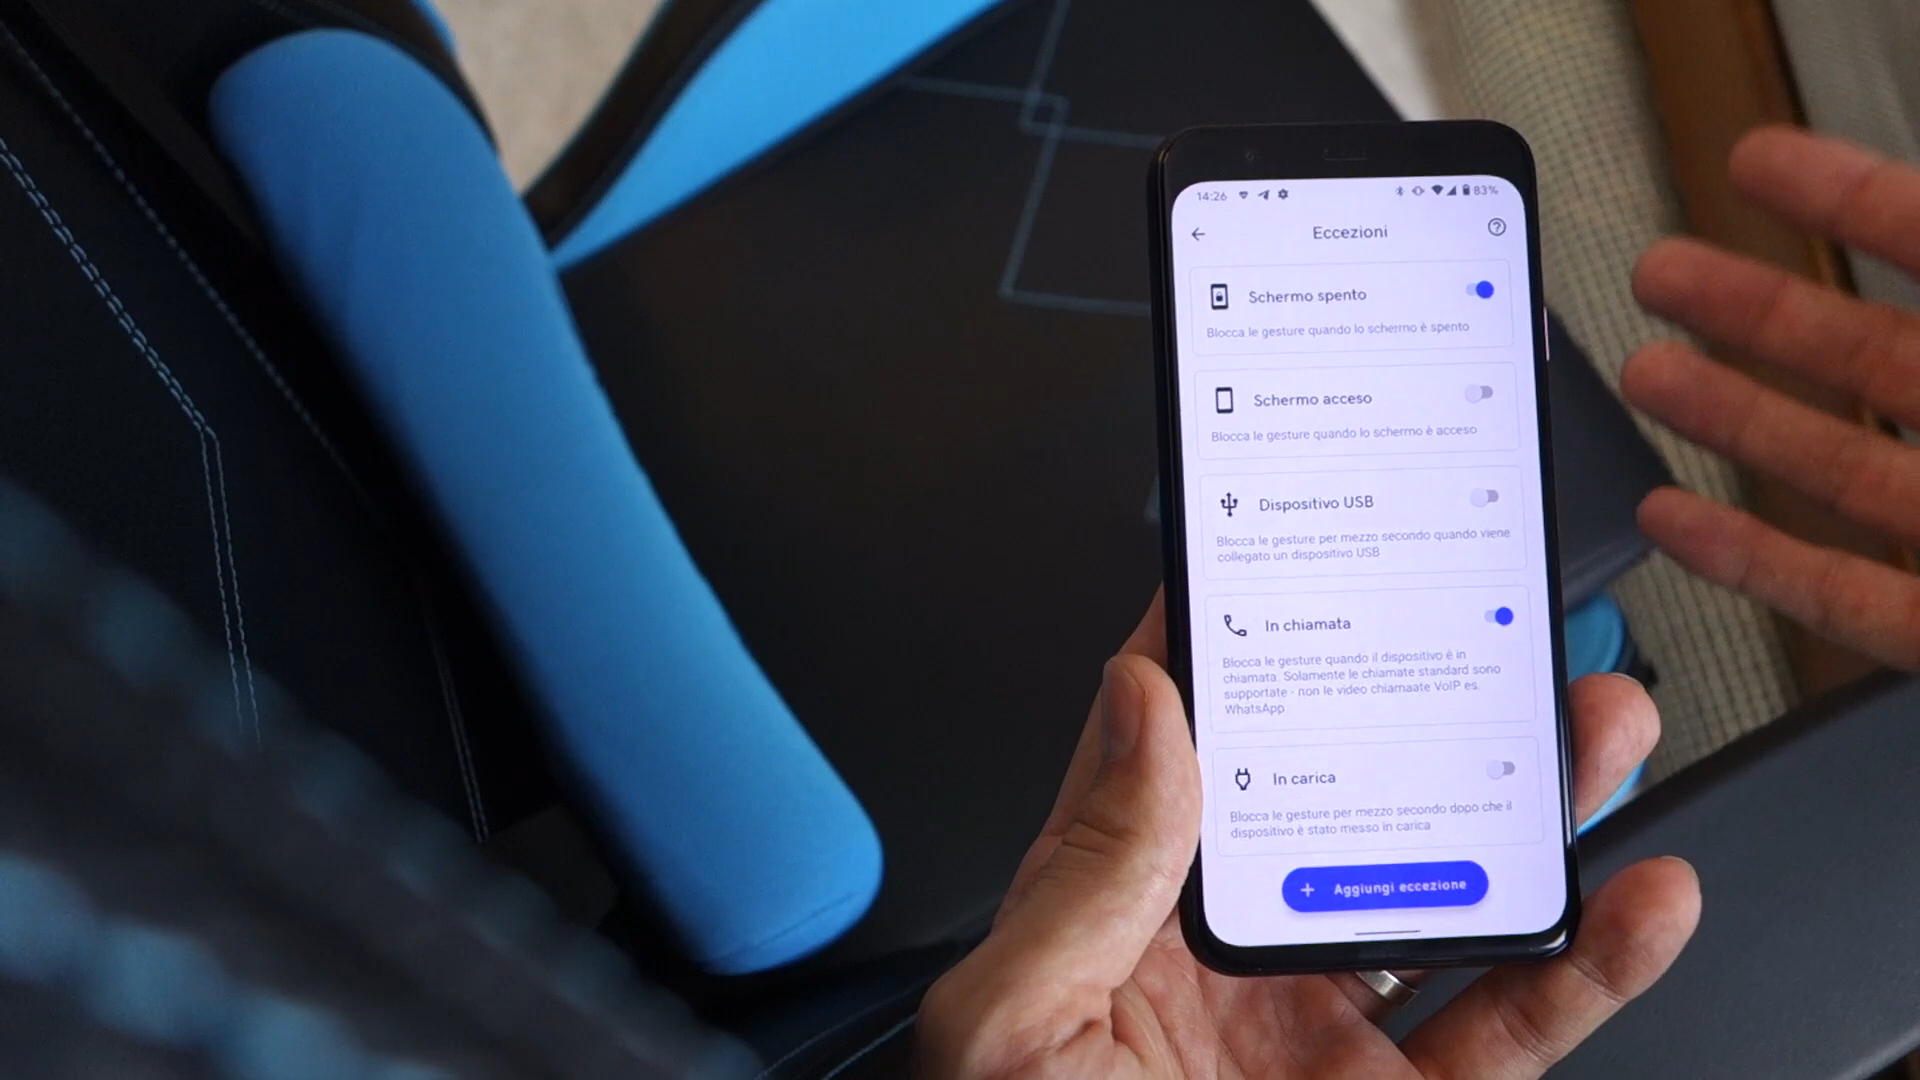 14:26 83%
Eccezioni
Schermo spento
Blocca le gesture quando lo schermo è spento
Schermo acceso
Blocca le gesture quando lo schermo è acceso
Dispositivo USB
Blocca le gesture per mezzo secondo quando viene
collegato un dispositivo USB
In chiamata
Blocca le gesture quando il dispositivo è in
chiamata. Solamente le chiamate standard sono
supportate - non le video chiamaate VoIP es.
WhatsApp
In carica
Blocca le gesture per mezzo secondo dopo che il
dispositivo è stato messo in carica
+ Aggiungi eccezione